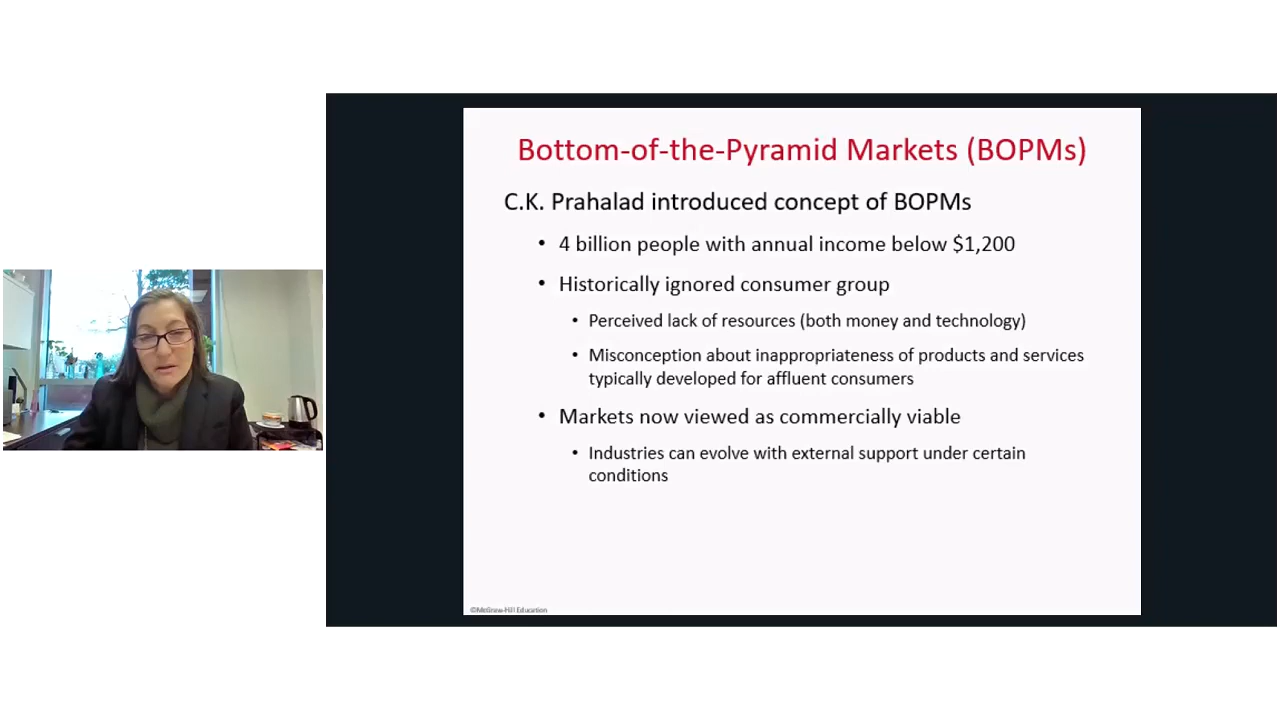 Bottom-of-the-Pyramid Markets (BOPMs)
C.K. Prahalad introduced concept of BOPMs
• 4 billion people with annual income below $1,200
• Historically ignored consumer group
• Perceived lack of resources (both money and technology)
• Misconception about inappropriateness of products and services
typically developed for affluent consumers
• Markets now viewed as commercially viable
• Industries can evolve with external support under certain
conditions
©McGraw-Hill Education